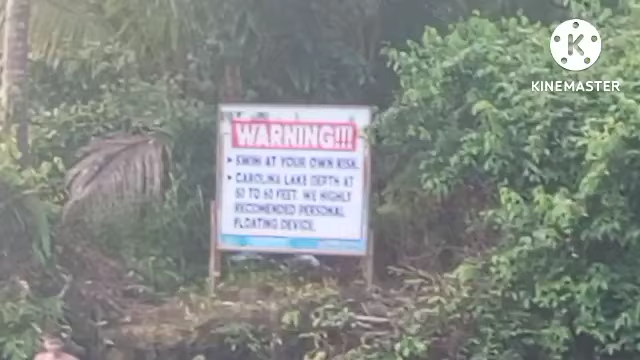 KINEMASTER
WARNING!!!
▸ SWIM AT YOUR OWN RISK.
▸ CAROLINA LAKE DEPTH AT
TO 60 FEET. WE HIGHLY
RECOMENDED PERSONAL
FLOATING DEVICE.